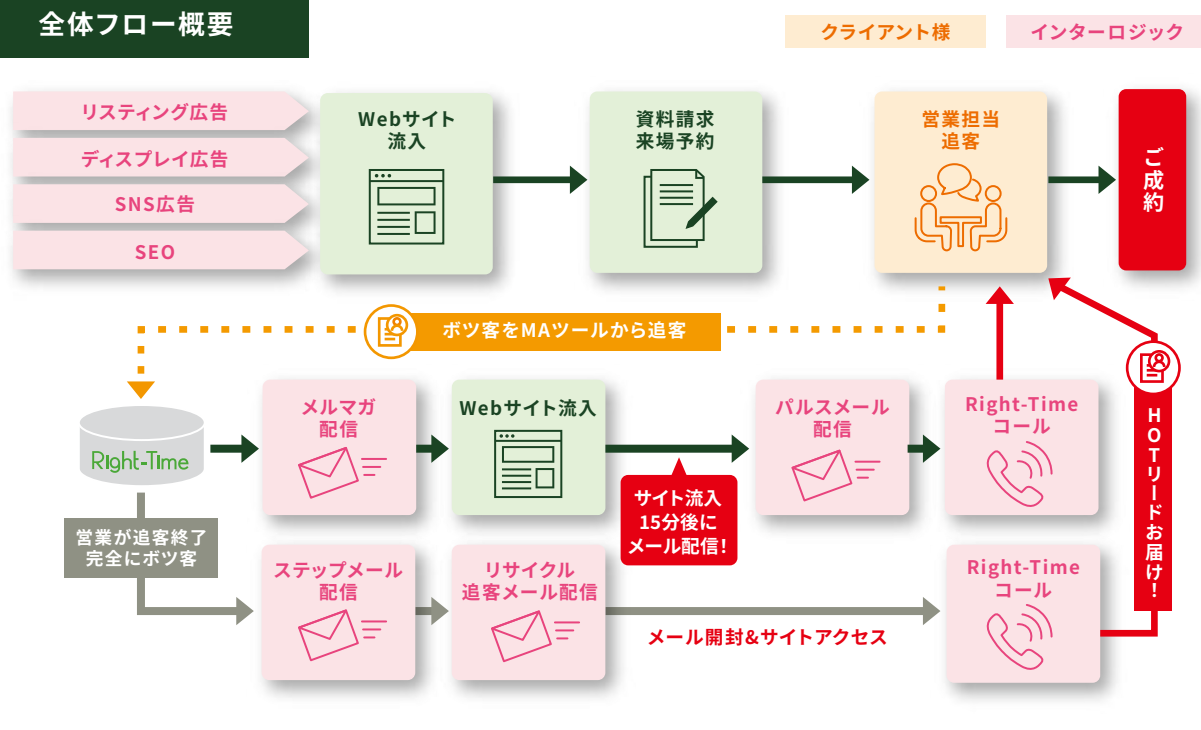 全体フロー概要
クライアント様
インターロジック
リスティング広告
ディスプレイ広告
SNS広告
SEO
Webサイト
流入
資料請求
来場予約
営業担当
追客
ご成約
ボツ客をMAツールから追客
Right-Time
メルマガ
配信
Webサイト流入
サイト流入
15分後に
メール配信!
パルスメール
配信
Right-Time
コール
HOTリードお届け!
営業が追客終了
完全にボツ客
ステップメール
配信
リサイクル
追客メール配信
メール開封&サイトアクセス
Right-Time
コール